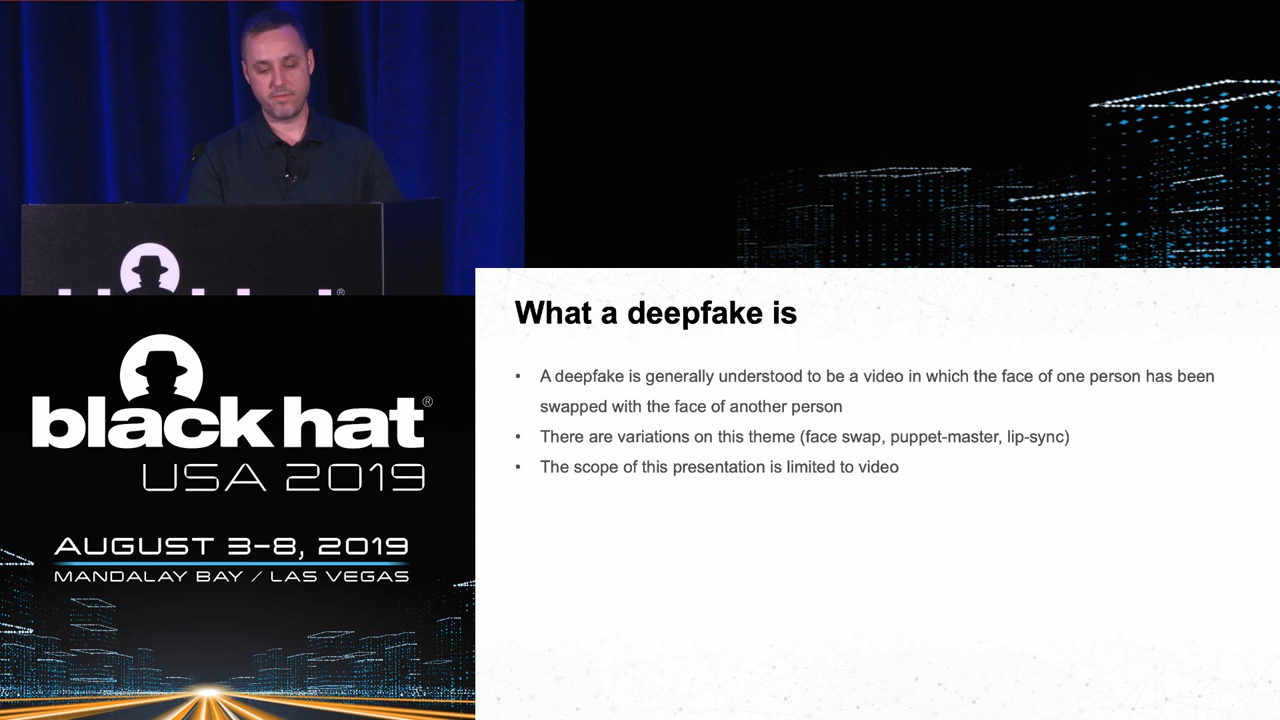 What a deepfake is
• A deepfake is generally understood to be a video in which the face of one person has been
swapped with the face of another person
• There are variations on this theme (face swap, puppet-master, lip-sync)
• The scope of this presentation is limited to video
black hat®
USA 2019
AUGUST 3-8, 2019
MANDALAY BAY / LAS VEGAS